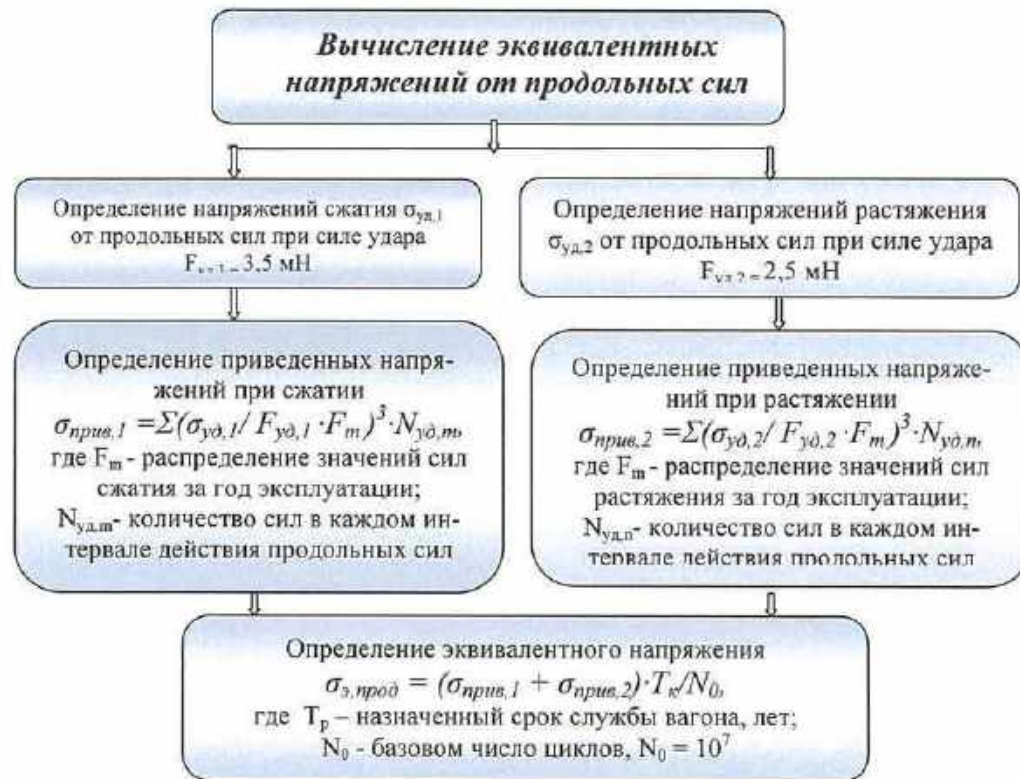 Вычисление эквивалентных
напряжений от продольных сил
Определение напряжений сжатия σуд,1
от продольных сил при силе удара
Fуд,1 = 3,5 мН
Определение напряжений растяжения
σуд,2 от продольных сил при силе удара
Fуд,2 = 2,5 мН
Определение приведенных напря-
жений при сжатии
σприв,1 =Σ(σуд,1/ Fуд,1 ·Fm)³·Nуд,m,
где Fm - распределение значений сил
сжатия за год эксплуатации;
Nуд,m- количество сил в каждом ин-
тервале действия продольных сил
Определение приведенных напряже-
ний при растяжении
σприв,2 =Σ(σуд,2/ Fуд,2 ·Fm)³·Nуд,n,
где Fm - распределение значений сил
растяжения за год эксплуатации;
Nуд,n- количество сил в каждом ин-
тервале действия продольных сил
Определение эквивалентного напряжения
σэ,прод = (σприв,1 + σприв,2)·Tк/N0,
где Tр – назначенный срок службы вагона, лет;
N0 - базовом число циклов, N0 = 10⁷